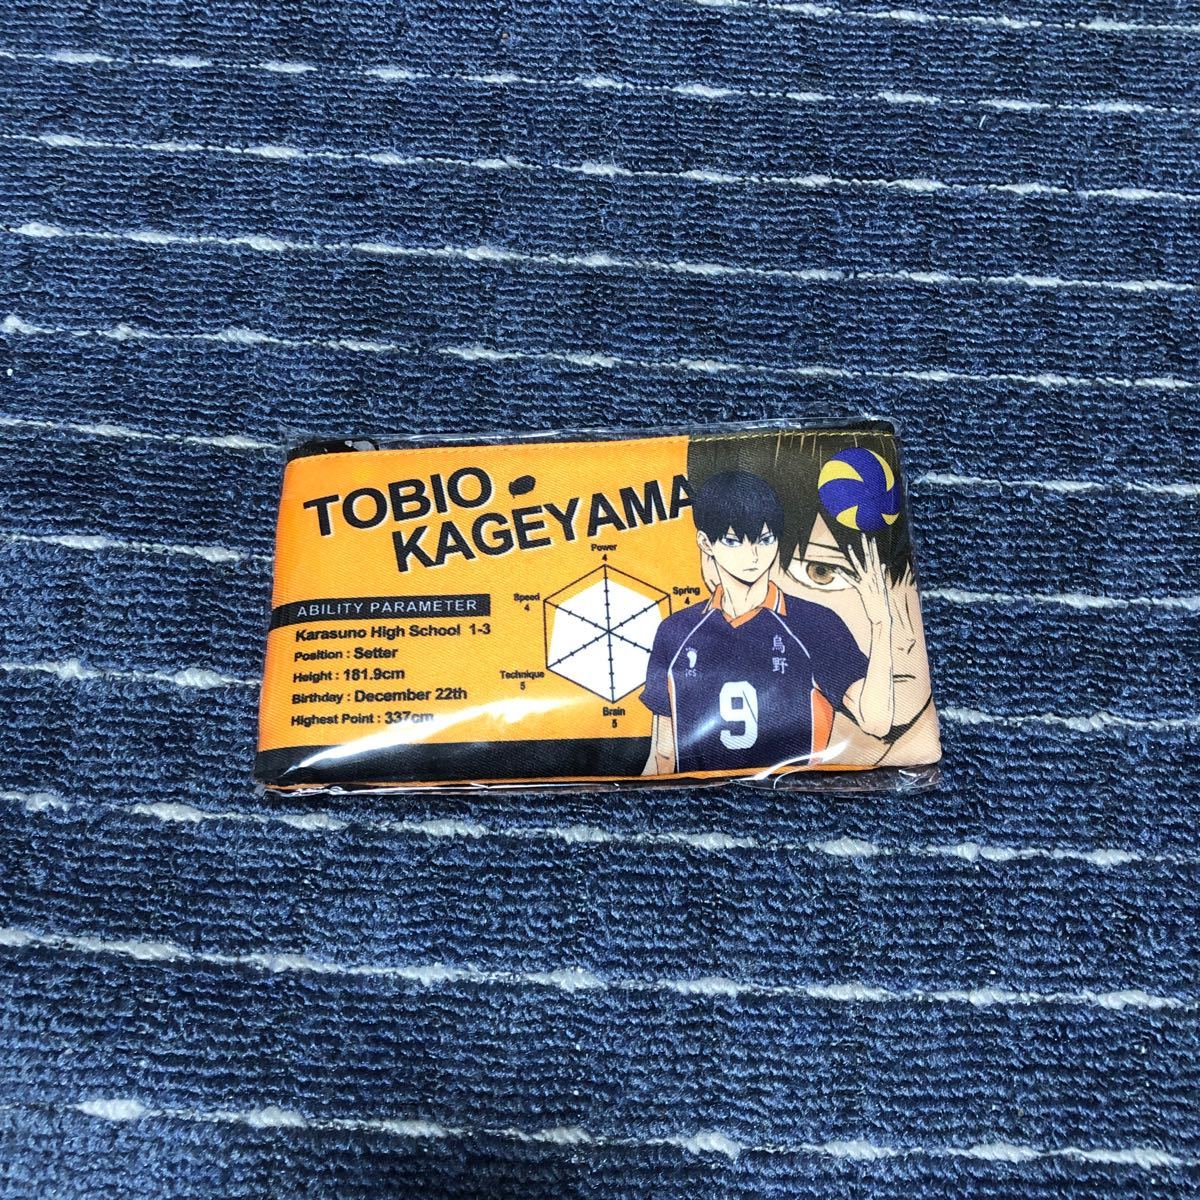 TOBIO
KAGEYAMA
ABILITY PARAMETER
Karasuno High School 1-3
Position : Setter
Height : 181.9cm
Birthday : December 22th
Highest Point : 337cm
Power
4
Speed
4
Spring
4
Technique
5
Brain
5
烏野
9